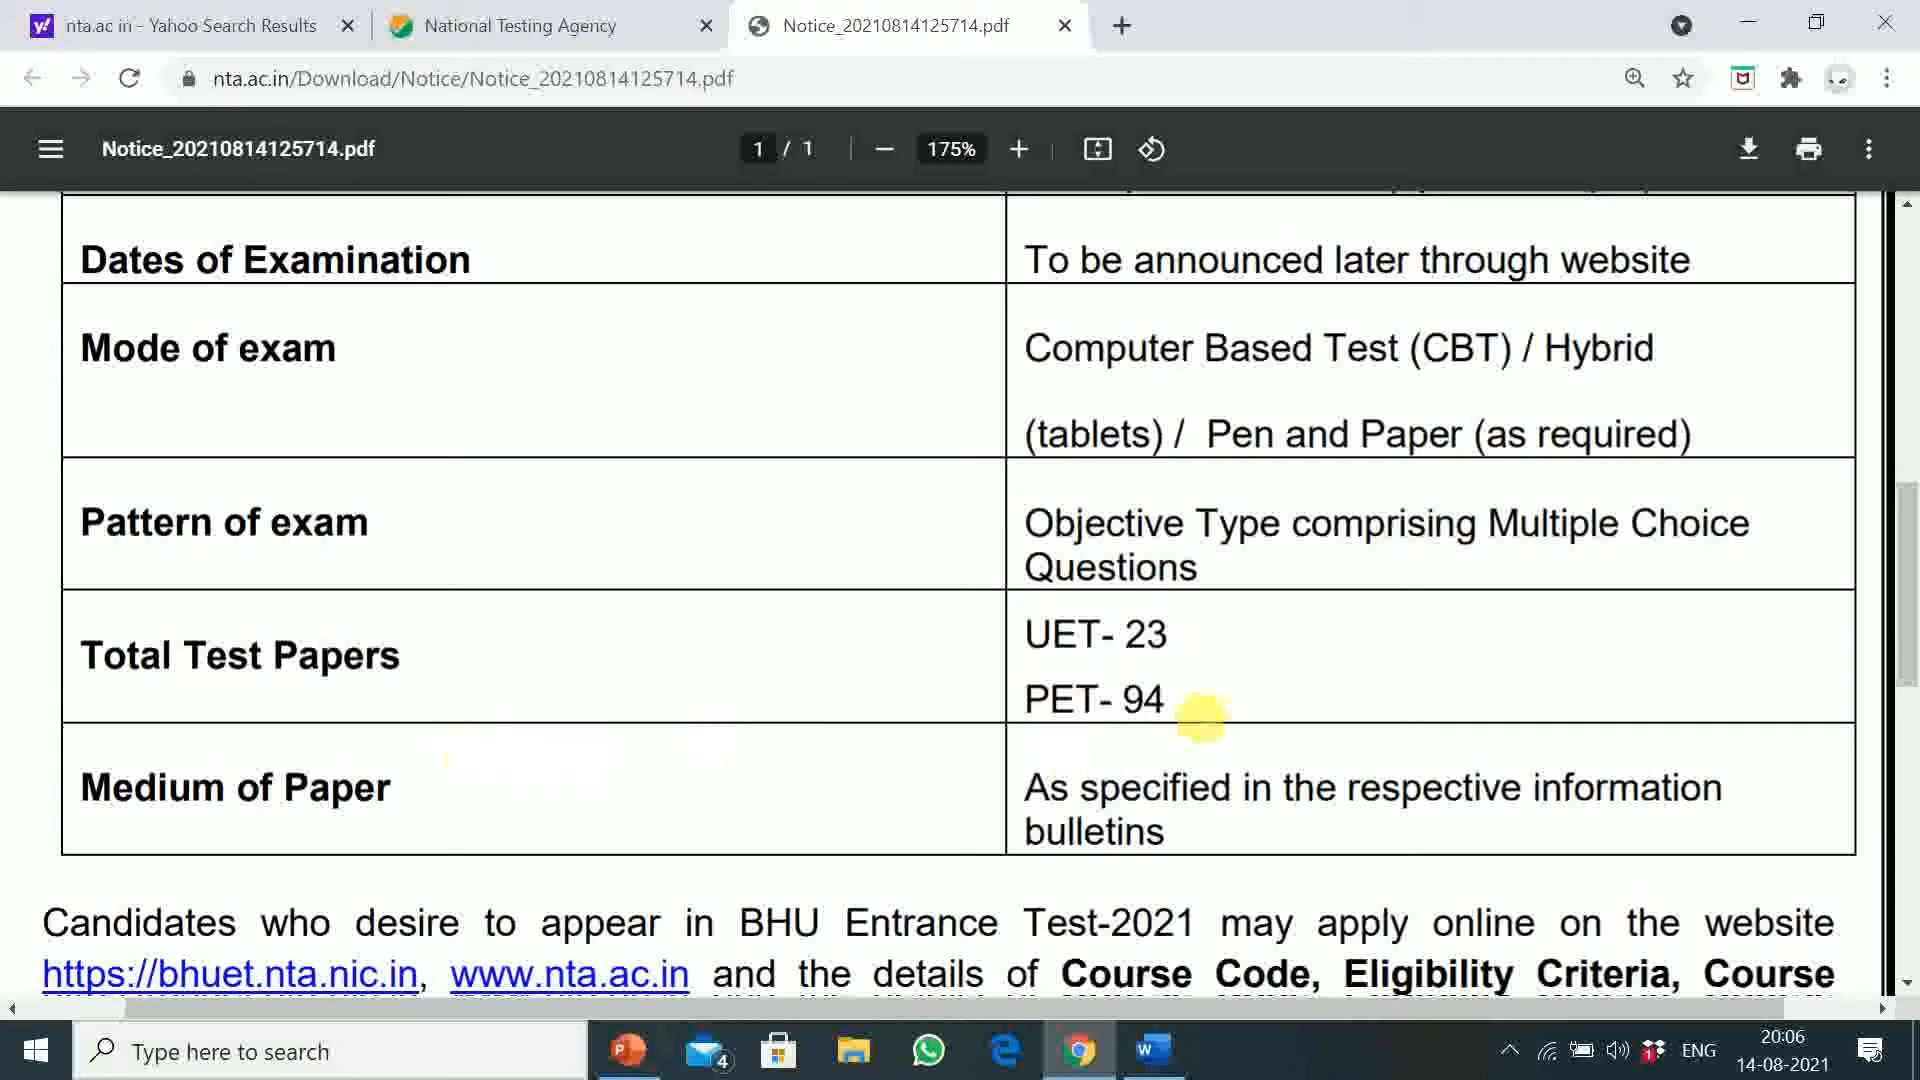 nta.ac in - Yahoo Search Results
National Testing Agency
Notice_20210814125714.pdf
nta.ac.in/Download/Notice/Notice_20210814125714.pdf
Notice_20210814125714.pdf
1 / 1
175%
Dates of Examination
To be announced later through website
Mode of exam
Computer Based Test (CBT) / Hybrid
(tablets) / Pen and Paper (as required)
Pattern of exam
Objective Type comprising Multiple Choice
Questions
Total Test Papers
UET- 23
PET- 94
Medium of Paper
As specified in the respective information
bulletins
Candidates who desire to appear in BHU Entrance Test-2021 may apply online on the website
https://bhuet.nta.nic.in, www.nta.ac.in and the details of Course Code, Eligibility Criteria, Course
Type here to search
4
1
ENG
20:06
14-08-2021